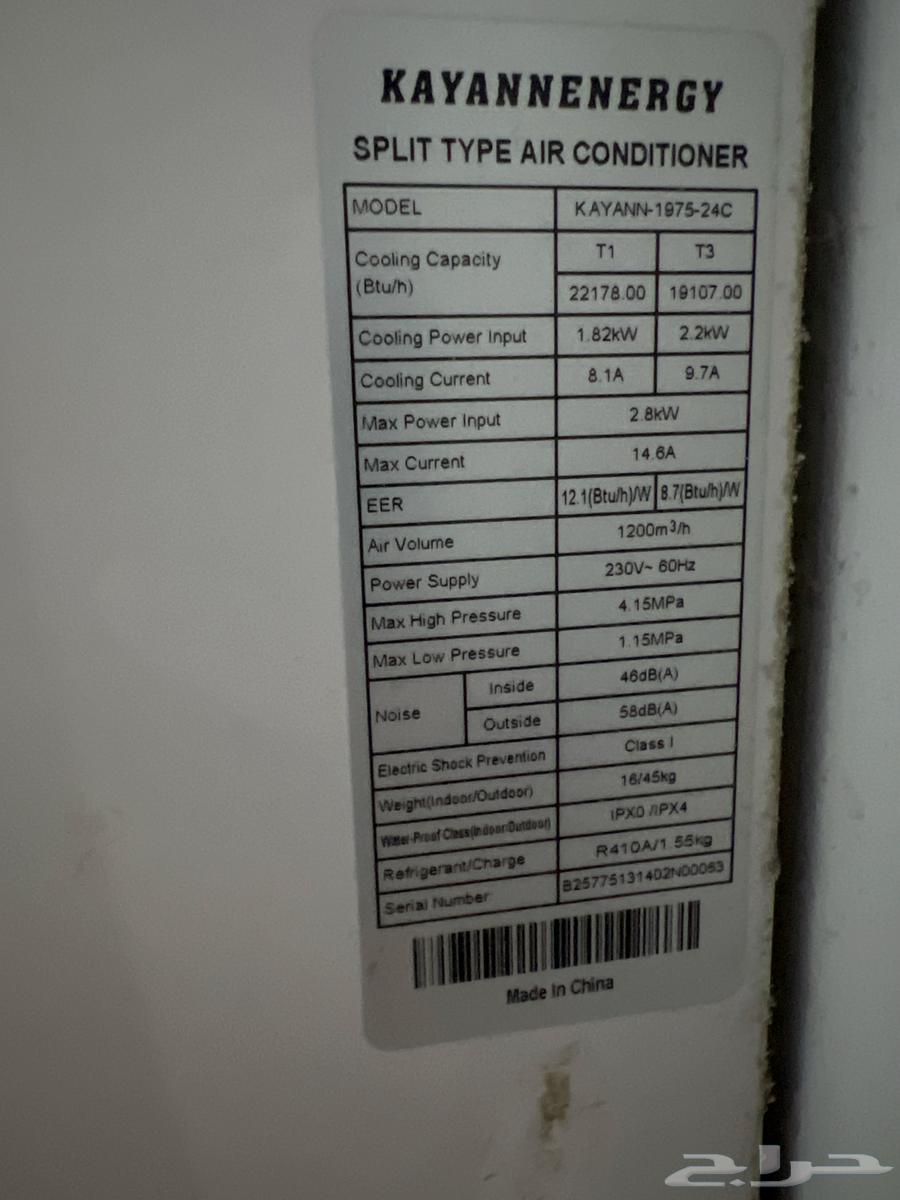 KAYANNENERGY
SPLIT TYPE AIR CONDITIONER
MODEL KAYANN-1975-24C
Cooling Capacity (Btu/h) T1 T3
22178.00 19107.00
Cooling Power Input 1.82kW 2.2kW
Cooling Current 8.1A 9.7A
Max Power Input 2.8kW
Max Current 14.6A
EER 12.1(Btu/h)/W 8.7(Btu/h)/W
Air Volume 1200m³/h
Power Supply 230V~ 60Hz
Max High Pressure 4.15MPa
Max Low Pressure 1.15MPa
Noise Inside 46dB(A)
Outside 58dB(A)
Electric Shock Prevention Class I
Weight(Indoor/Outdoor) 16/45kg
Water-Proof Class(Indoor/Outdoor) IPX0 /IPX4
Refrigerant/Charge R410A/1.55kg
Serial Number B25775131402N00053
Made In China
حراج